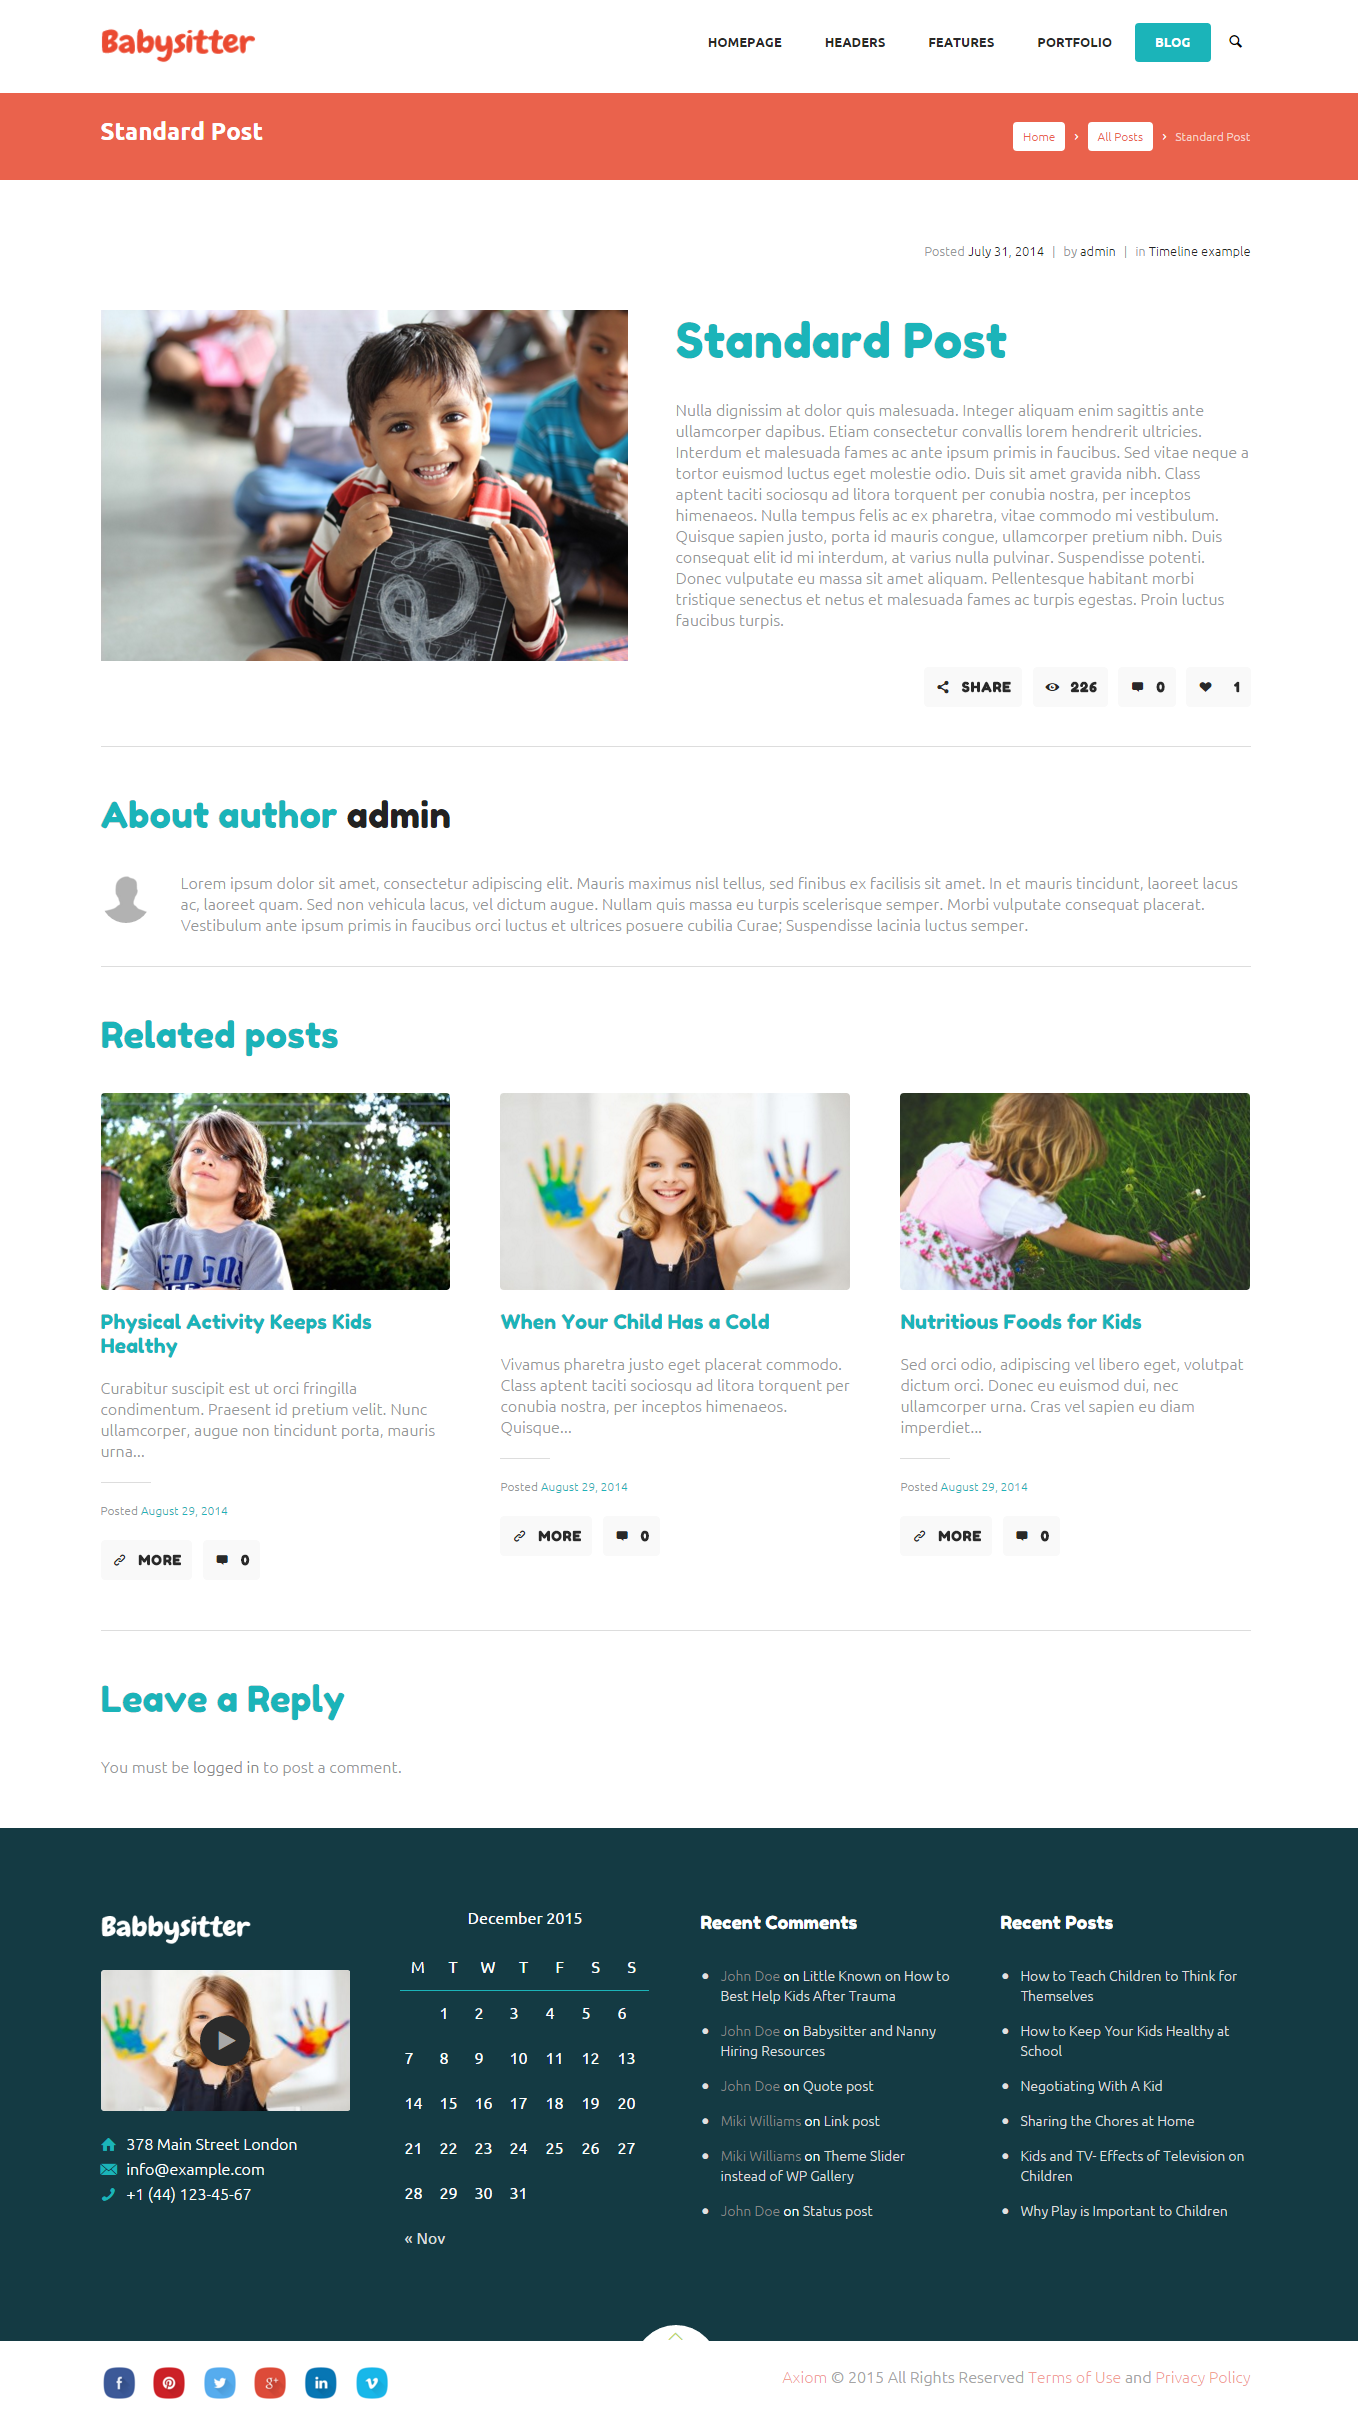 Babysitter
HOMEPAGE HEADERS FEATURES PORTFOLIO BLOG
Standard Post
Home › All Posts › Standard Post
Posted July 31, 2014 | by admin | in Timeline example
Standard Post
Nulla dignissim at dolor quis malesuada. Integer aliquam enim sagittis ante
ullamcorper dapibus. Etiam consectetur convallis lorem hendrerit ultricies.
Interdum et malesuada fames ac ante ipsum primis in faucibus. Sed vitae neque a
tortor euismod luctus eget molestie odio. Duis sit amet gravida nibh. Class
aptent taciti sociosqu ad litora torquent per conubia nostra, per inceptos
himenaeos. Nulla tempus felis ac ex pharetra, vitae commodo mi vestibulum.
Quisque sapien justo, porta id mauris congue, ullamcorper pretium nibh. Duis
consequat elit id mi interdum, at varius nulla pulvinar. Suspendisse potenti.
Donec vulputate eu massa sit amet aliquam. Pellentesque habitant morbi
tristique senectus et netus et malesuada fames ac turpis egestas. Proin luctus
faucibus turpis.
SHARE 226 0 1
About author admin
Lorem ipsum dolor sit amet, consectetur adipiscing elit. Mauris maximus nisl tellus, sed finibus ex facilisis sit amet. In et mauris tincidunt, laoreet lacus
ac, laoreet quam. Sed non vehicula lacus, vel dictum augue. Nullam quis massa eu turpis scelerisque semper. Morbi vulputate consequat placerat.
Vestibulum ante ipsum primis in faucibus orci luctus et ultrices posuere cubilia Curae; Suspendisse lacinia luctus semper.
Related posts
Physical Activity Keeps Kids
Healthy
Curabitur suscipit est ut orci fringilla
condimentum. Praesent id pretium velit. Nunc
ullamcorper, augue non tincidunt porta, mauris
urna...
Posted August 29, 2014
MORE 0
When Your Child Has a Cold
Vivamus pharetra justo eget placerat commodo.
Class aptent taciti sociosqu ad litora torquent per
conubia nostra, per inceptos himenaeos.
Quisque...
Posted August 29, 2014
MORE 0
Nutritious Foods for Kids
Sed orci odio, adipiscing vel libero eget, volutpat
dictum orci. Donec eu euismod dui, nec
ullamcorper urna. Cras vel sapien eu diam
imperdiet...
Posted August 29, 2014
MORE 0
Leave a Reply
You must be logged in to post a comment.
Babbysitter
378 Main Street London
info@example.com
+1 (44) 123-45-67
December 2015
M T W T F S S
1 2 3 4 5 6
7 8 9 10 11 12 13
14 15 16 17 18 19 20
21 22 23 24 25 26 27
28 29 30 31
« Nov
Recent Comments
John Doe on Little Known on How to
Best Help Kids After Trauma
John Doe on Babysitter and Nanny
Hiring Resources
John Doe on Quote post
Miki Williams on Link post
Miki Williams on Theme Slider
instead of WP Gallery
John Doe on Status post
Recent Posts
How to Teach Children to Think for
Themselves
How to Keep Your Kids Healthy at
School
Negotiating With A Kid
Sharing the Chores at Home
Kids and TV- Effects of Television on
Children
Why Play is Important to Children
Axiom © 2015 All Rights Reserved Terms of Use and Privacy Policy